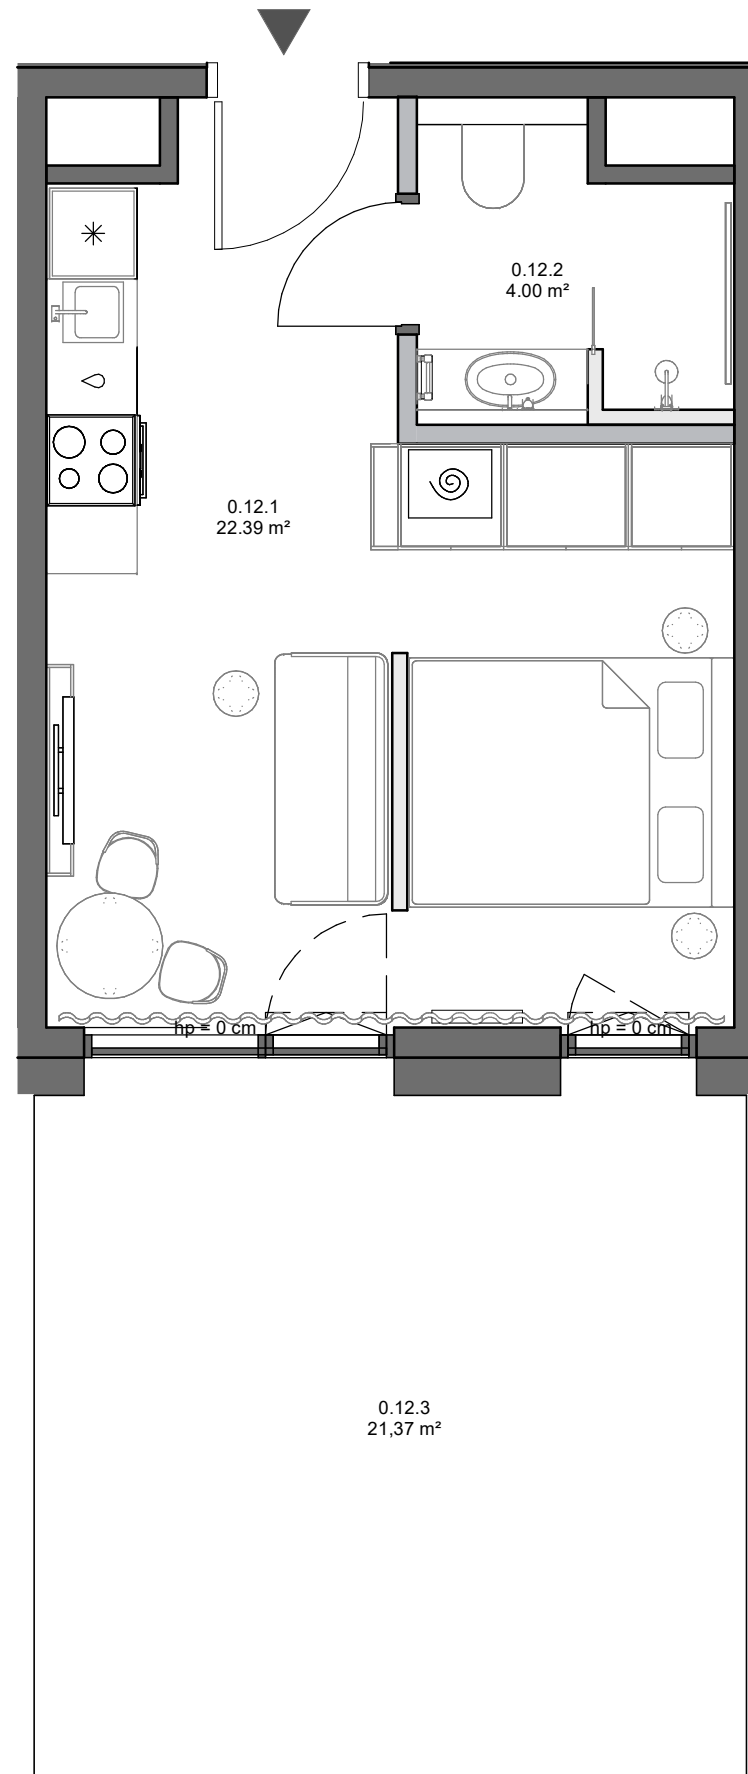 0.12.2
4.00 m²
0.12.1
22.39 m²
hp = 0 cm
hp = 0 cm
0.12.3
21,37 m²